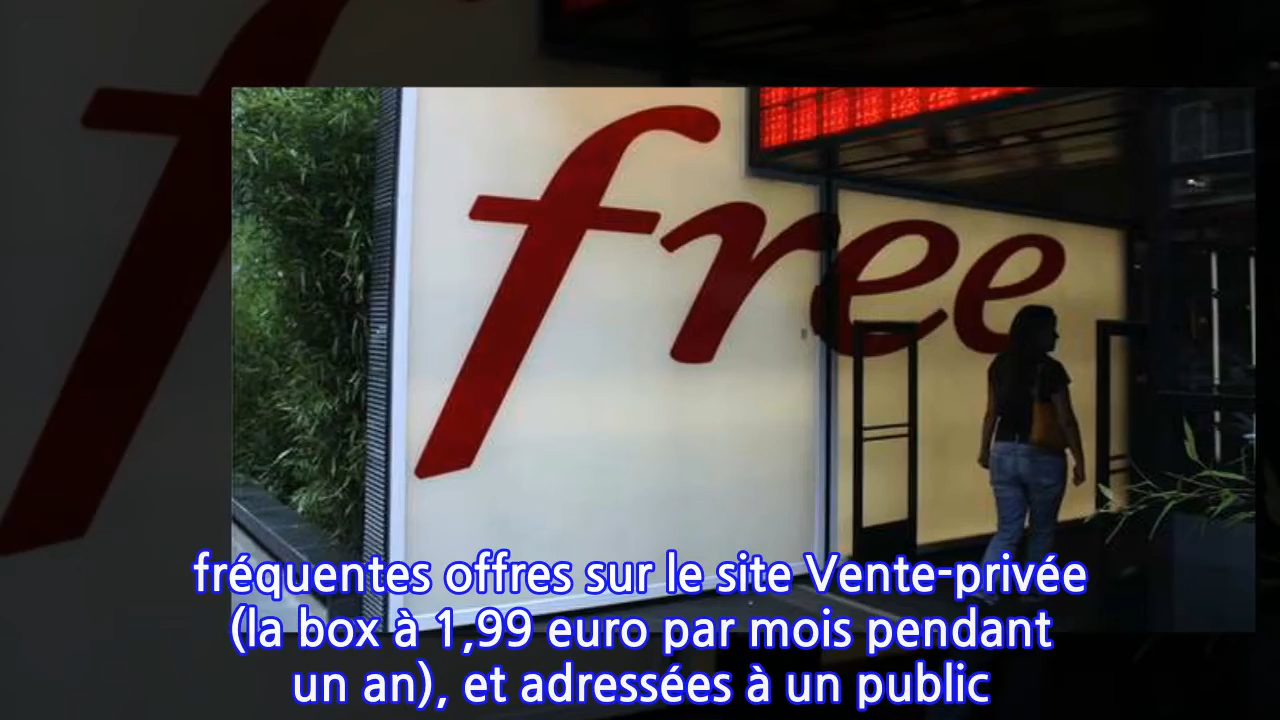 free
fréquentes offres sur le site Vente-privée
(la box à 1,99 euro par mois pendant
un an), et adressées à un public